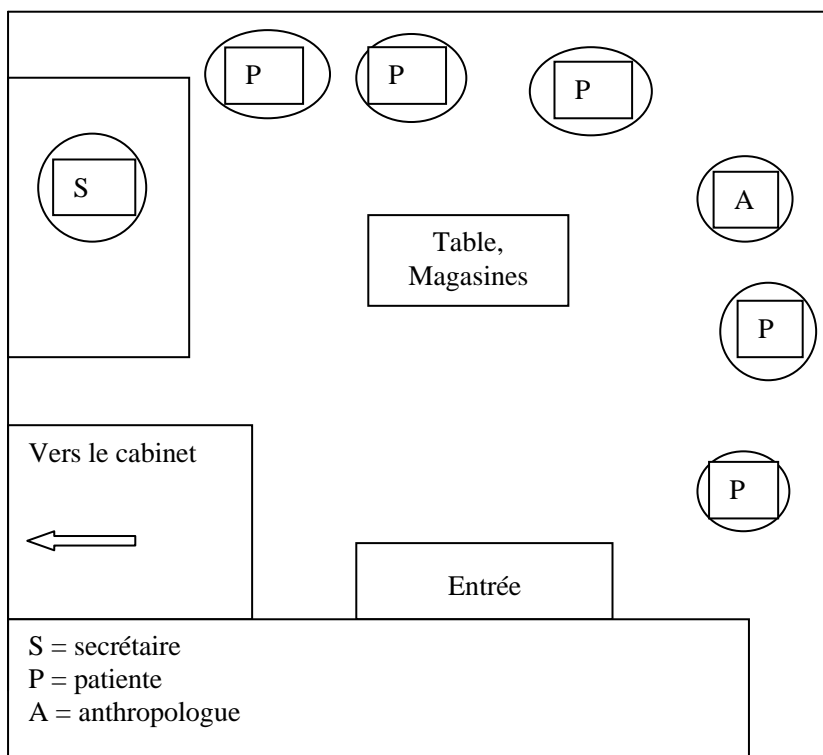 P
P
P
S
A
Table,
Magasines
P
Vers le cabinet
P
Entrée
S = secrétaire
P = patiente
A = anthropologue